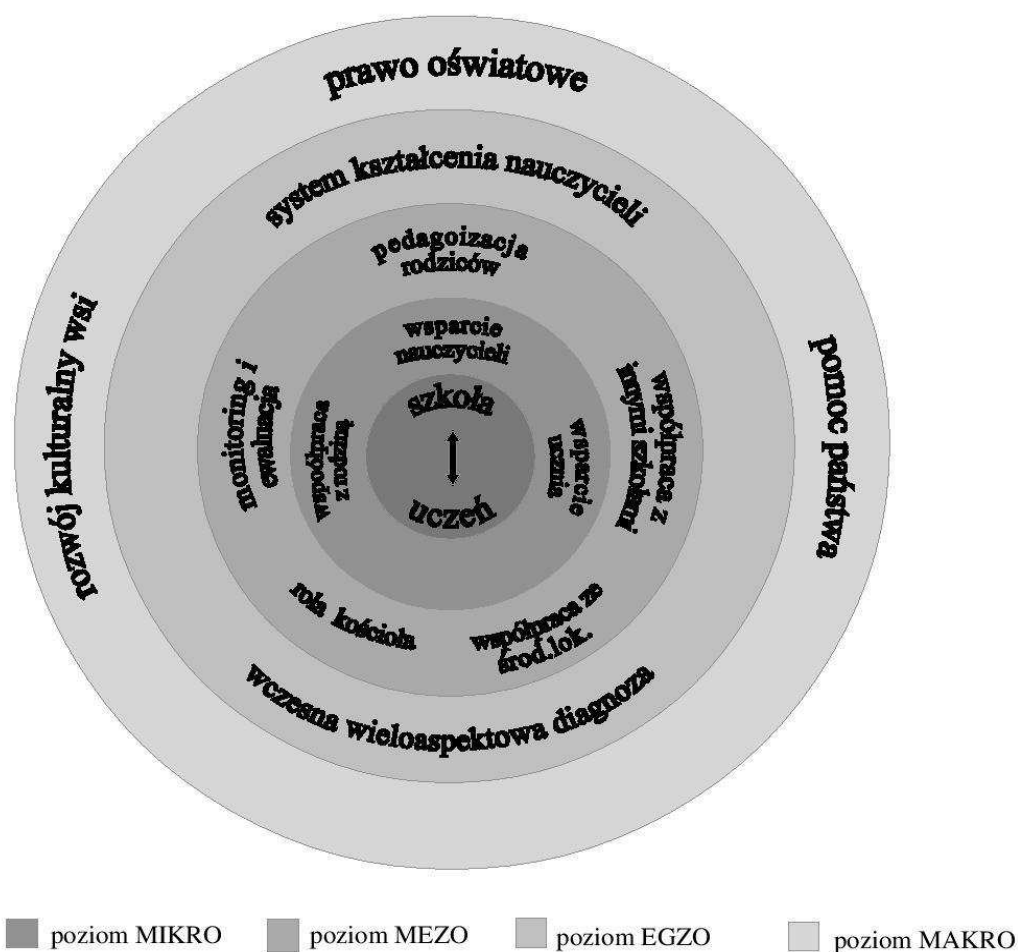 prawo oświatowe
system kształcenia nauczycieli
pedagoizacja
rodziców
wsparcie
nauczycieli
szkoła
uczeń
rozwój kulturalny wsi
monitoring i
ewaluacja
wspoółpraca
z rodziną
wsparcie
ucznia
współpraca z
innymi szkołami
pomoc państwa
rola kościoła
współpraca ze
środ.lok.
wczesna wieloaspektowa diagnoza
poziom MIKRO
poziom MEZO
poziom EGZO
poziom MAKRO